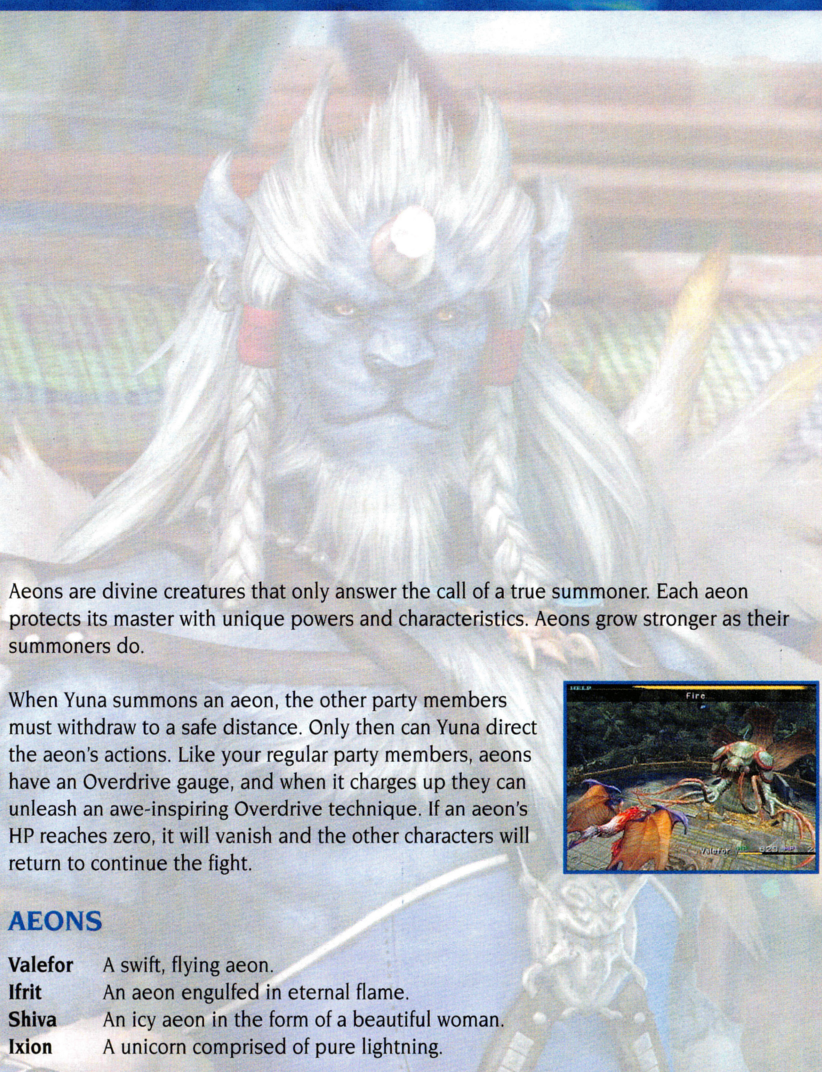 Aeons are divine creatures that only answer the call of a true summoner. Each aeon
protects its master with unique powers and characteristics. Aeons grow stronger as their
summoners do.
When Yuna summons an aeon, the other party members
must withdraw to a safe distance. Only then can Yuna direct
the aeon's actions. Like your regular party members, aeons
have an Overdrive gauge, and when it charges up they can
unleash an awe-inspiring Overdrive technique. If an aeon's
HP reaches zero, it will vanish and the other characters will
return to continue the fight.
Fire
Valefor
AEONS
Valefor A swift, flying aeon.
Ifrit An aeon engulfed in eternal flame.
Shiva An icy aeon in the form of a beautiful woman.
Ixion A unicorn comprised of pure lightning.